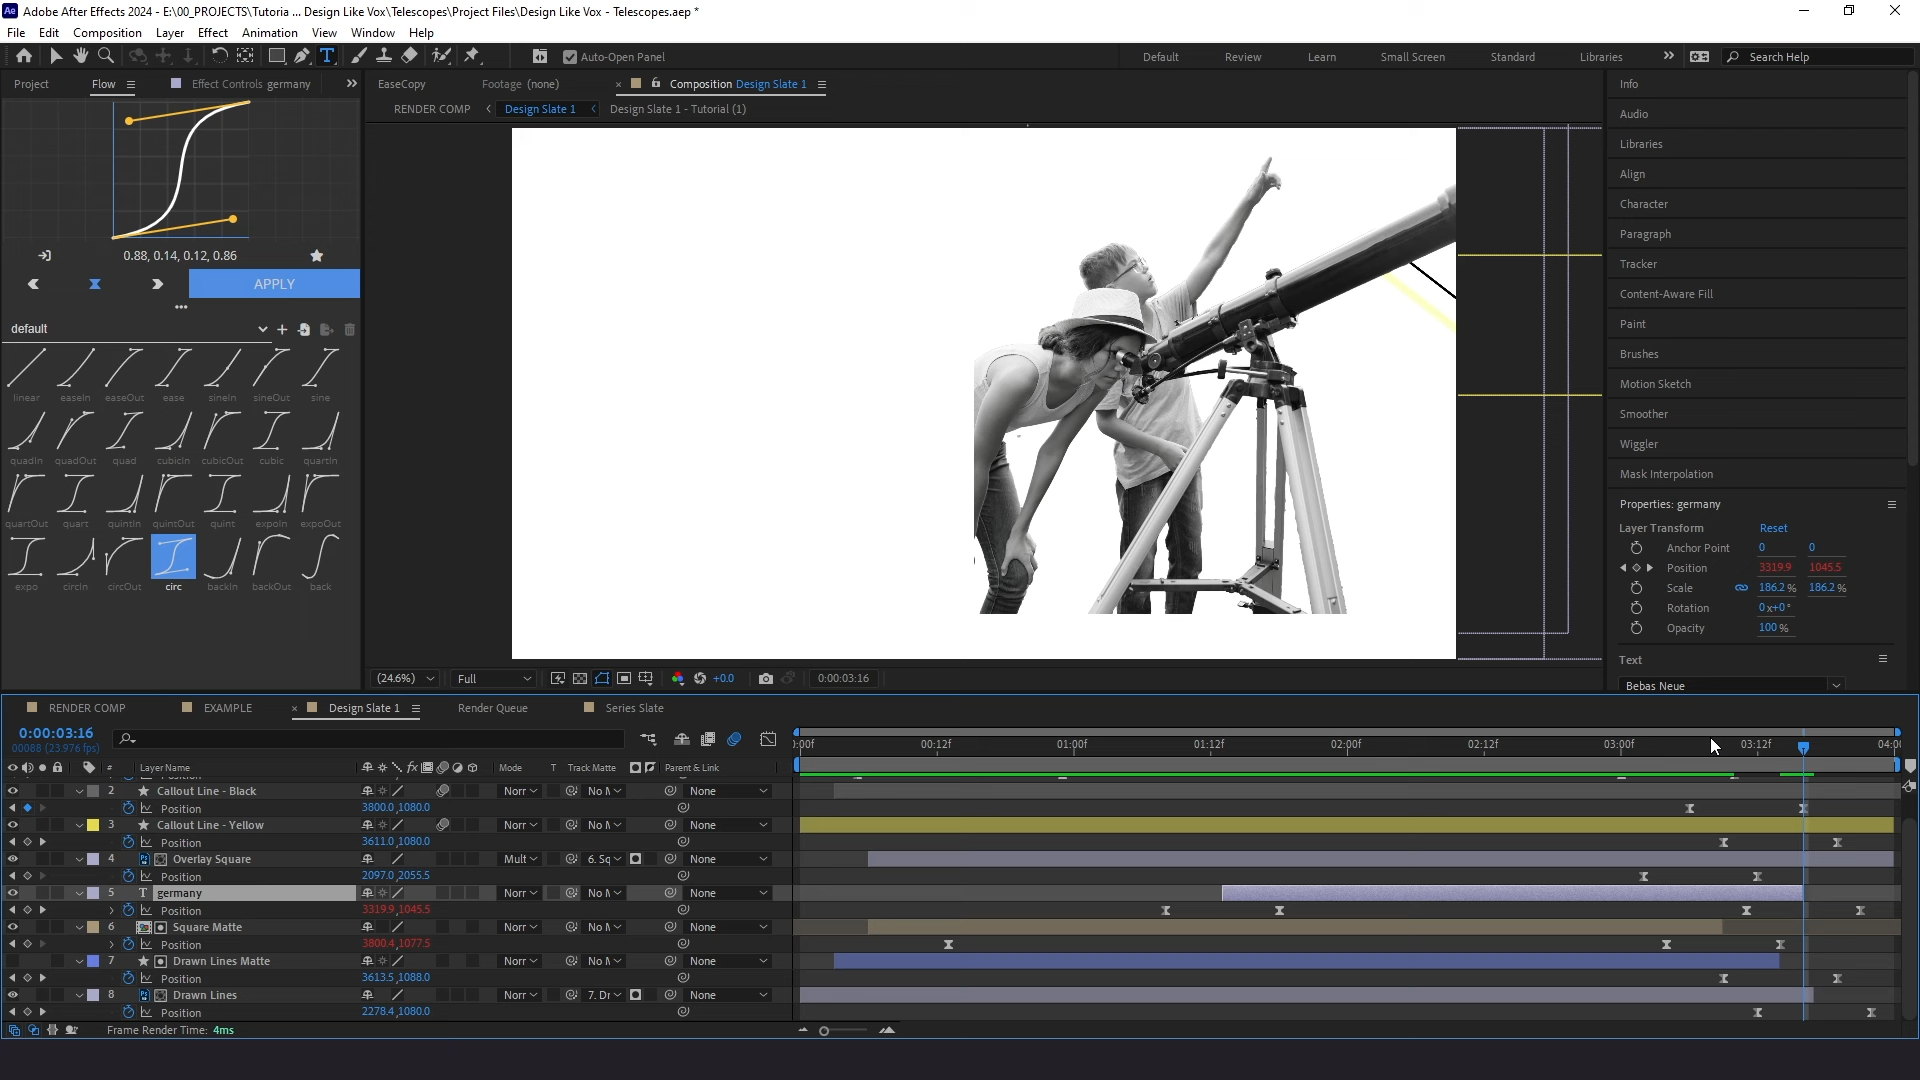 Adobe After Effects 2024 - E:\00_PROJECTS\Tutoria ... Design Like Vox\Telescopes\Project Files\Design Like Vox - Telescopes.aep *
File Edit Composition Layer Effect Animation View Window Help
Auto-Open Panel Default Review Learn Small Screen Standard Libraries Search Help
Project Flow Effect Controls germany EaseCopy Footage (none) Composition Design Slate 1
RENDER COMP Design Slate 1 Design Slate 1 - Tutorial (1)
0.88, 0.14, 0.12, 0.86
APPLY
default
linear easeIn easeOut ease sineIn sineOut sine
quadIn quadOut quad cubicIn cubicOut cubic quartIn
quartOut quart quintIn quintOut quint expoIn expoOut
expo circIn circOut circ backIn backOut back
Info
Audio
Libraries
Align
Character
Paragraph
Tracker
Content-Aware Fill
Paint
Brushes
Motion Sketch
Smoother
Wiggler
Mask Interpolation
Properties: germany
Layer Transform Reset
Anchor Point 0 0
Position 3319.9 1045.5
Scale 186.2 % 186.2 %
Rotation 0x+0°
Opacity 100 %
Text
Bebas Neue
(24.6%) Full +0.0 0:00:03:16
RENDER COMP EXAMPLE Design Slate 1 Render Queue Series Slate
0:00:03:16
00088 (23.976 fps)
:00f 00:12f 01:00f 01:12f 02:00f 02:12f 03:00f 03:12f 04:00
# Layer Name Mode T Track Matte Parent & Link
2 Callout Line - Black Norr No M None
Position 3800.0,1080.0
3 Callout Line - Yellow Norr No M None
Position 3611.0,1080.0
4 Overlay Square Mult 6. Sq None
Position 2097.0,2055.5
5 T germany Norr No M None
Position 3319.9,1045.5
6 Square Matte Norr No M None
Position 3800.4,1077.5
7 Drawn Lines Matte Norr No M None
Position 3613.5,1088.0
8 Drawn Lines Norr 7. Dr None
Position 2278.4,1080.0
Frame Render Time: 4ms